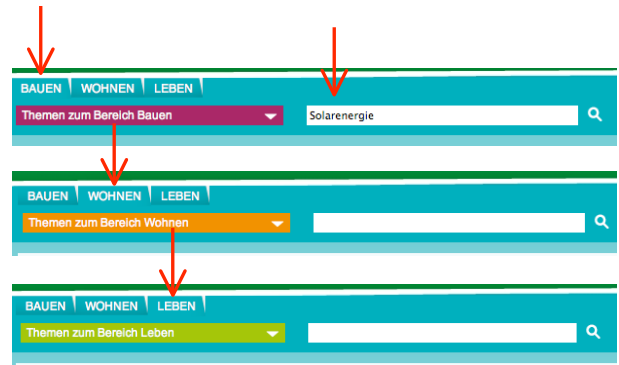 BAUEN WOHNEN LEBEN
Themen zum Bereich Bauen Solarenergie
BAUEN WOHNEN LEBEN
Themen zum Bereich Wohnen
BAUEN WOHNEN LEBEN
Themen zum Bereich Leben